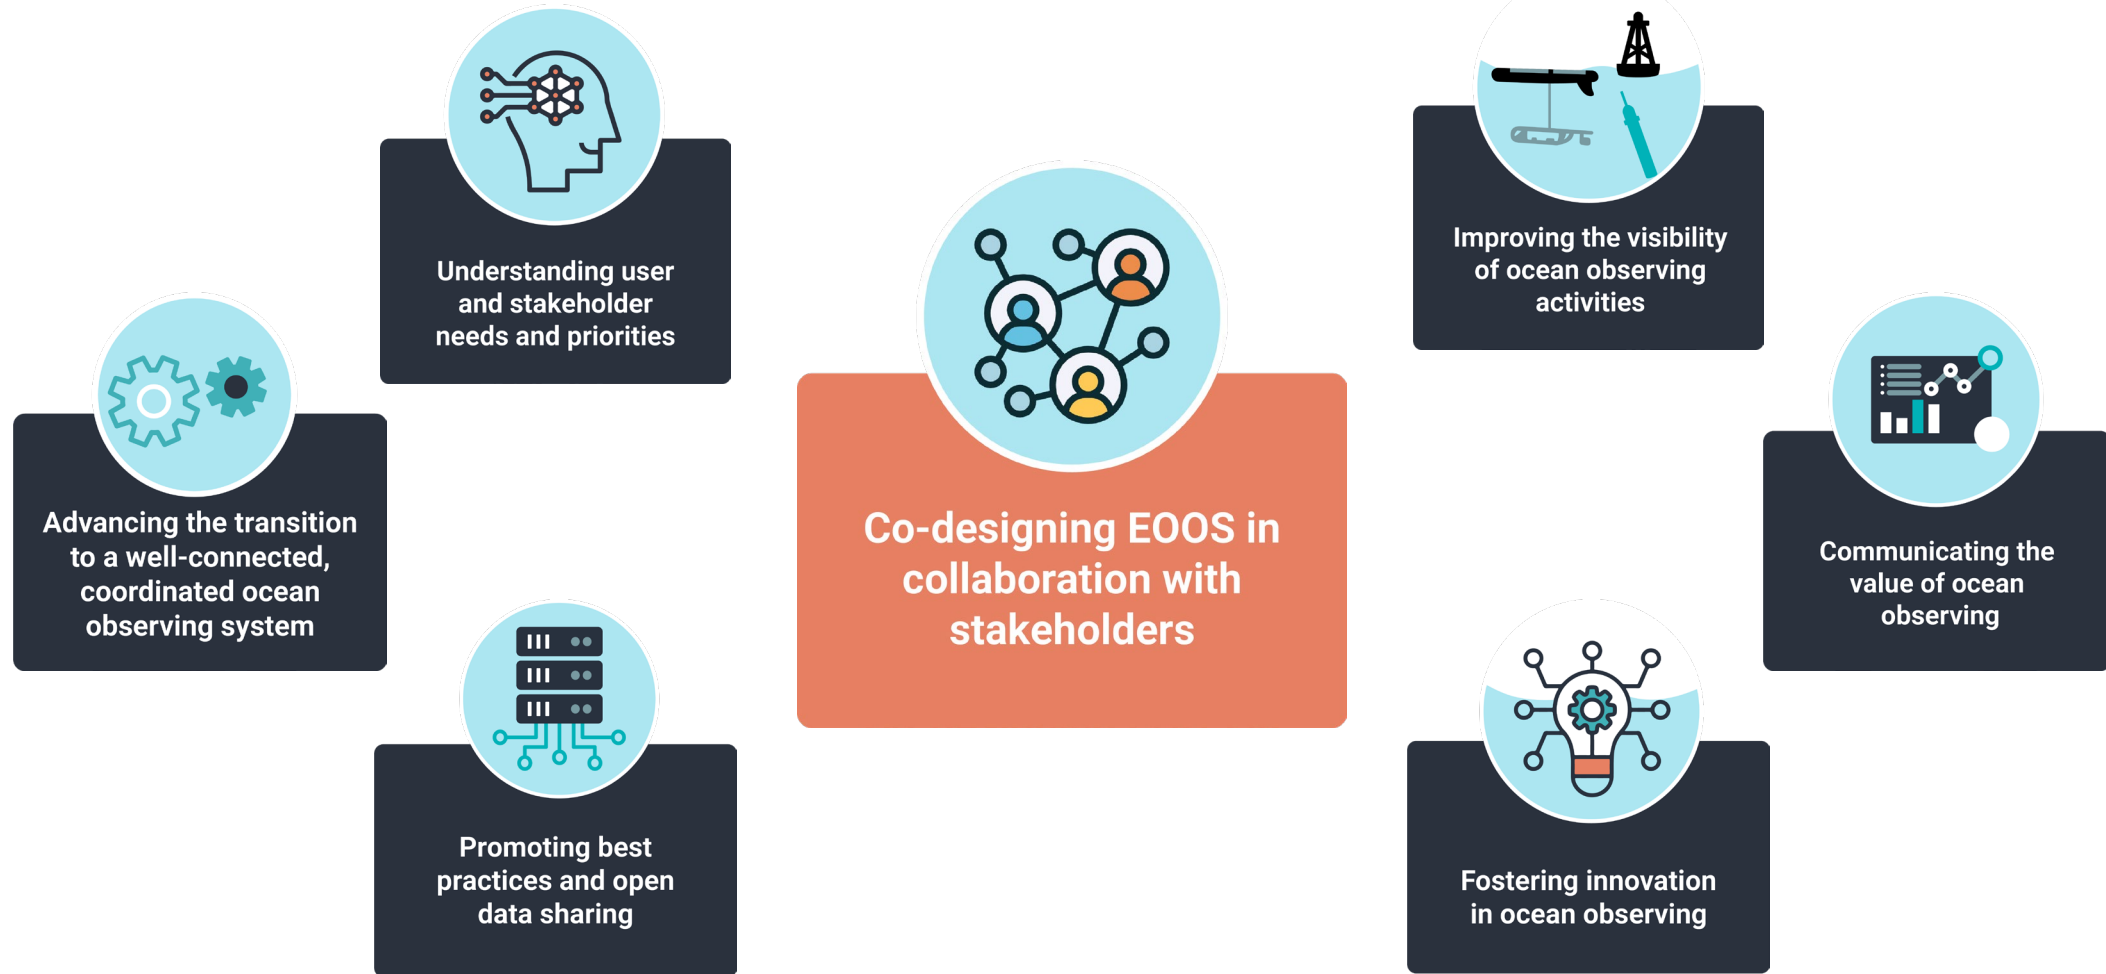 Understanding user
and stakeholder
needs and priorities
Advancing the transition
to a well-connected,
coordinated ocean
observing system
Promoting best
practices and open
data sharing
Co-designing EOOS in
collaboration with
stakeholders
Improving the visibility
of ocean observing
activities
Communicating the
value of ocean
observing
Fostering innovation
in ocean observing